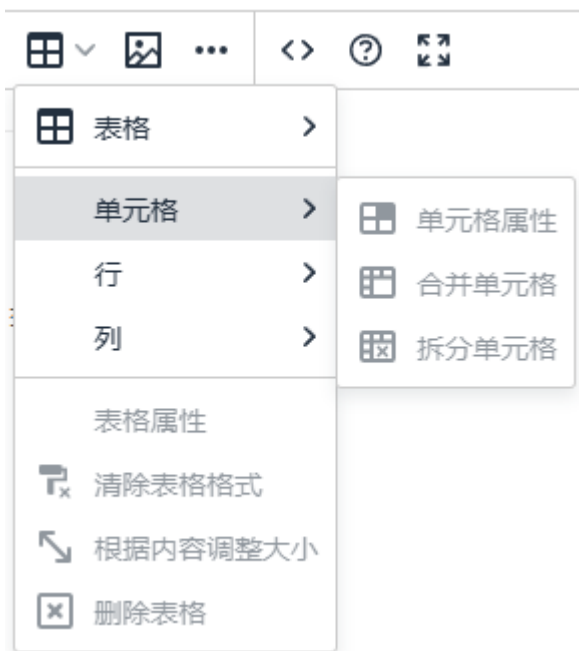 表格
单元格
行
列
表格属性
清除表格格式
根据内容调整大小
删除表格
单元格属性
合并单元格
拆分单元格